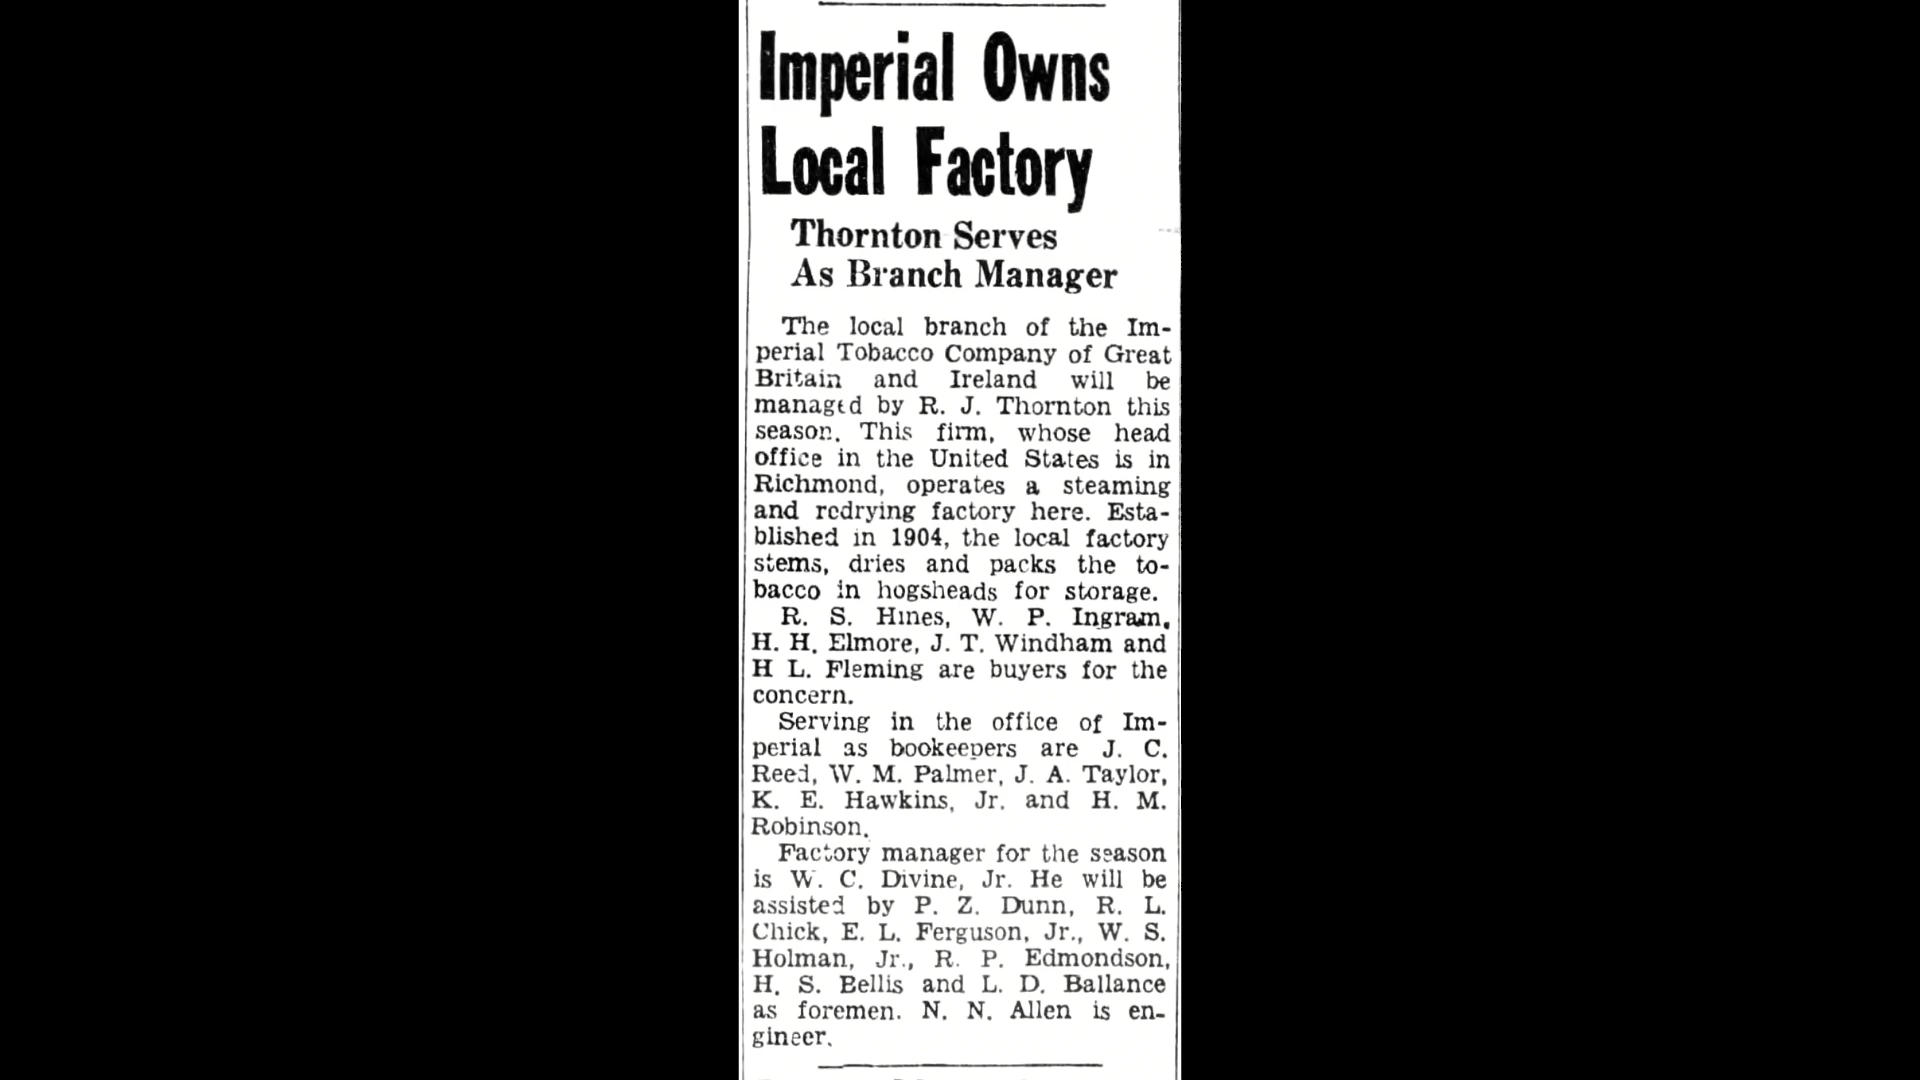 Imperial Owns
Local Factory
Thornton Serves
As Branch Manager
The local branch of the Im-
perial Tobacco Company of Great
Britain and Ireland will be
managed by R. J. Thornton this
season. This firm, whose head
office in the United States is in
Richmond, operates a steaming
and redrying factory here. Esta-
blished in 1904, the local factory
stems, dries and packs the to-
bacco in hogsheads for storage.
R. S. Hines, W. P. Ingram,
H. H. Elmore, J. T. Windham and
H L. Fleming are buyers for the
concern.
Serving in the office of Im-
perial as bookeepers are J. C.
Reed, W. M. Palmer, J. A. Taylor,
K. E. Hawkins, Jr. and H. M.
Robinson.
Factory manager for the season
is W. C. Divine, Jr. He will be
assisted by P. Z. Dunn, R. L.
Chick, E. L. Ferguson, Jr., W. S.
Holman, Jr., R. P. Edmondson,
H. S. Bellis and L. D. Ballance
as foremen. N. N. Allen is en-
gineer.